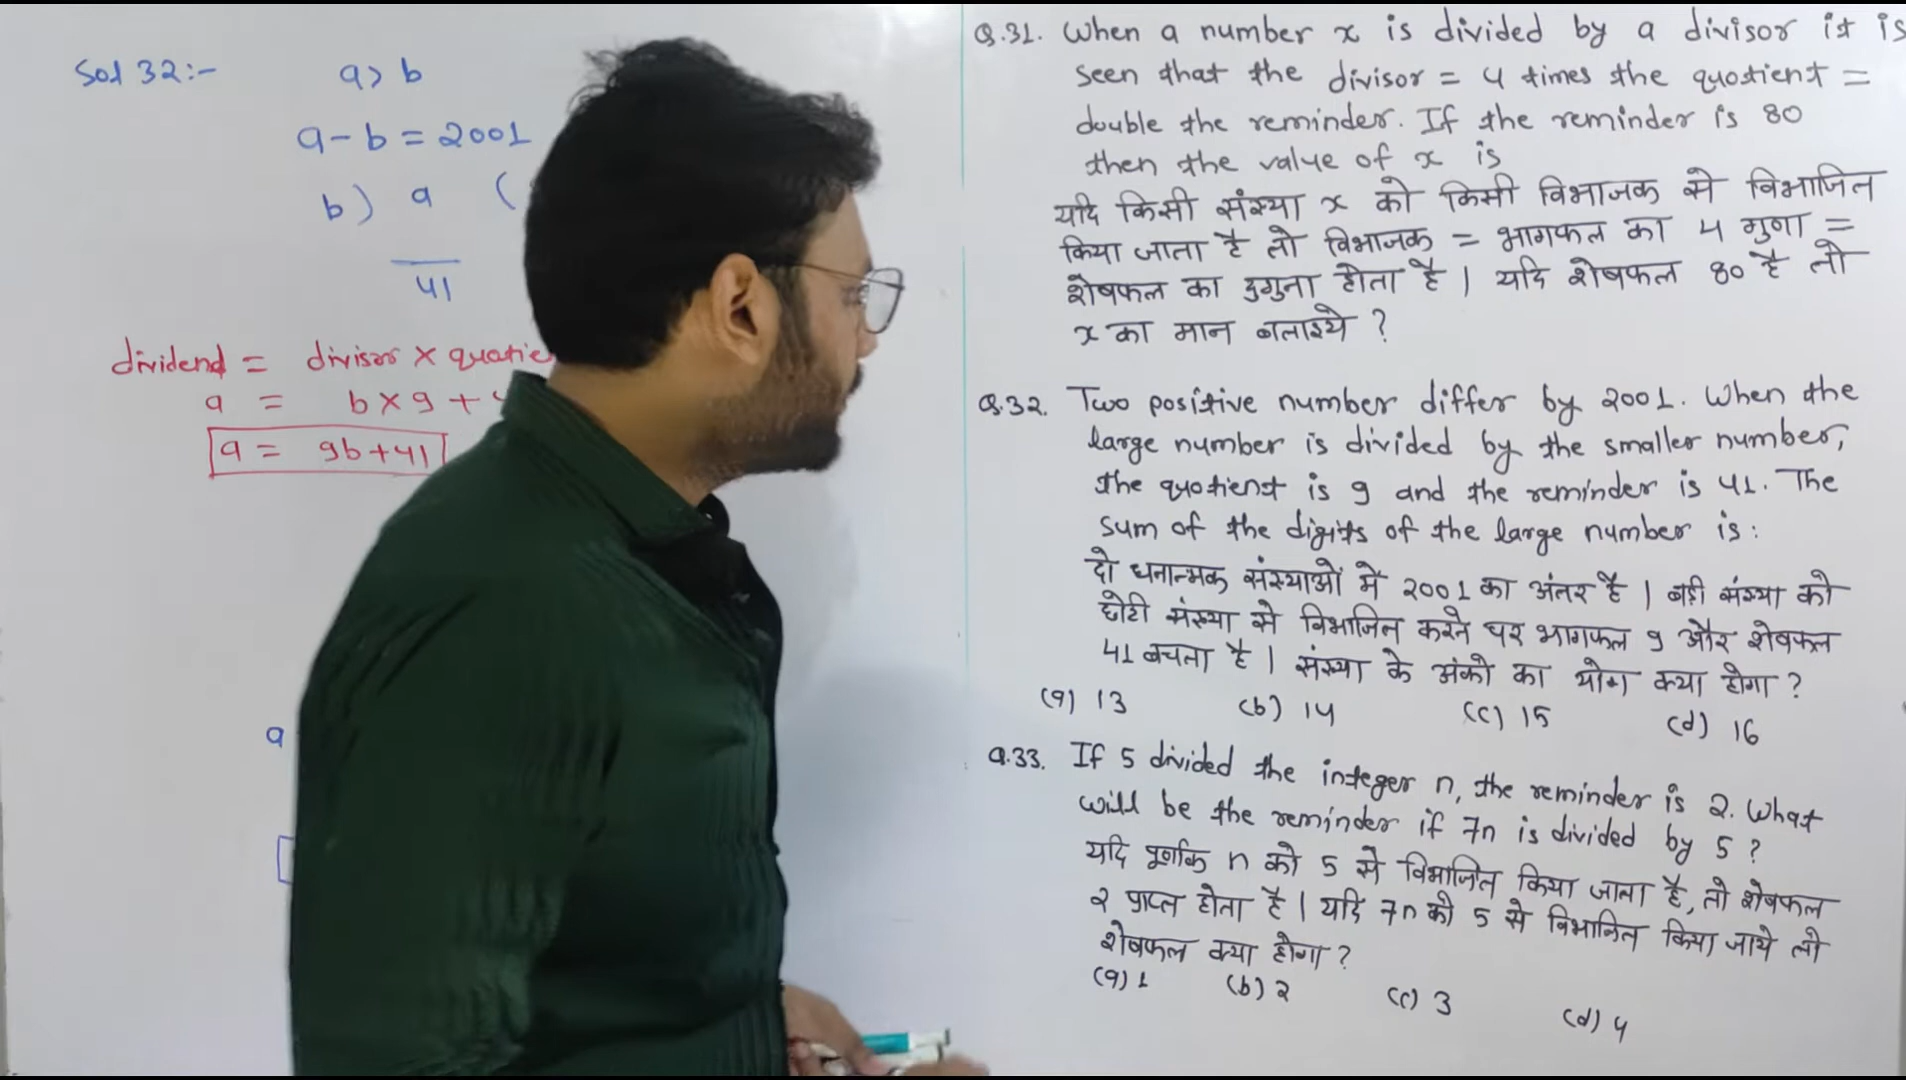 Sol 32:-
a > b
a - b = 2001
b ) a (
41
dividend = divisor ×
a = b × 9 +
a = 9b + 41
a
Q.31. When a number x is divided by a divisor it is
seen that the divisor = 4 times the quotient =
double the reminder. If the reminder is 80
then the value of x is
यदि किसी संख्या x को किसी विभाजक से विभाजित
किया जाता है तो विभाजक = भागफल का 4 गुणा =
शेषफल का दुगुना होता है । यदि शेषफल 80 है तो
x का मान बताइये ?
Q.32. Two positive number differ by 2001. When the
large number is divided by the smaller number,
the quotient is 9 and the reminder is 41. The
sum of the digits of the large number is :
दो धनात्मक संख्याओं में 2001 का अंतर है । बड़ी संख्या को
छोटी संख्या से विभाजित करने पर भागफल 9 और शेषफल
41 बचता है । संख्या के अंको का योग क्या होगा ?
(a) 13 (b) 14 (c) 15 (d) 16
Q.33. If 5 divided the integer n, the reminder is 2. What
will be the reminder if 7n is divided by 5 ?
यदि पूर्णांक n को 5 से विभाजित किया जाता है, तो शेषफल
2 प्राप्त होता है । यदि 7n को 5 से विभाजित किया जाये तो
शेषफल क्या होगा ?
(a) 1 (b) 2 (c) 3 (d) 4